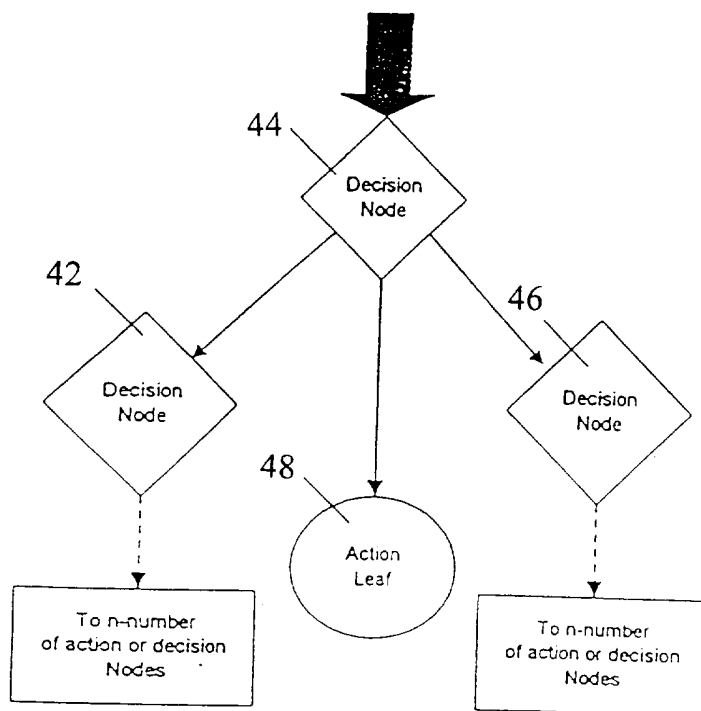 44
Decision
Node
42
46
Decision
Node
Decision
Node
48
Action
Leaf
To n-number
of action or decision
Nodes
To n-number
of action or decision
Nodes